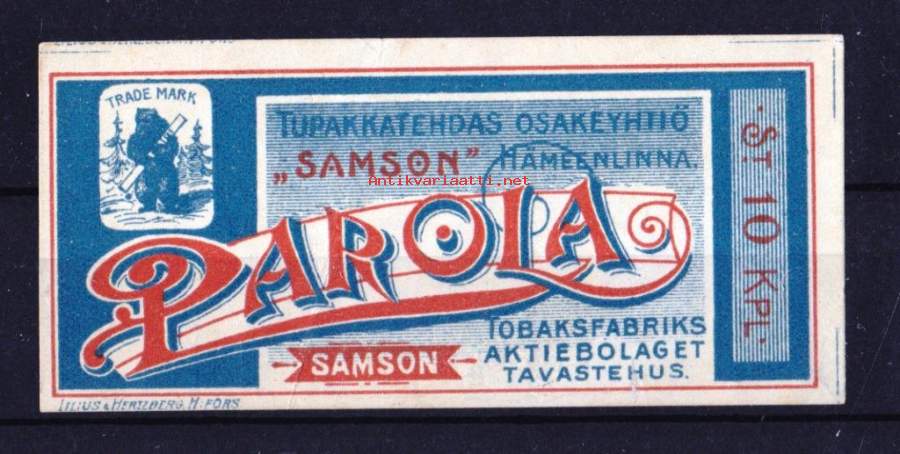 TRADE MARK
TUPAKKATEHDAS OSAKEYHTIÖ
„SAMSON” HÄMEENLINNA.
Antikvariaatti.net
PAROLA
SAMSON
TOBAKSFABRIKS
AKTIEBOLAGET
TAVASTEHUS.
·ST. 10 KPL.·
LILIUS & HERTZBERG, H:FORS